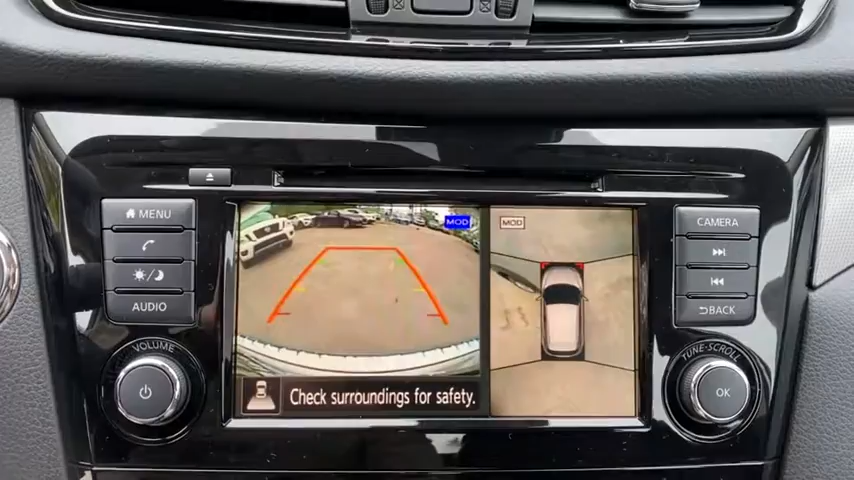 MENU
AUDIO
VOLUME
MOD
MOD
Check surroundings for safety.
CAMERA
BACK
TUNE·SCROLL
OK